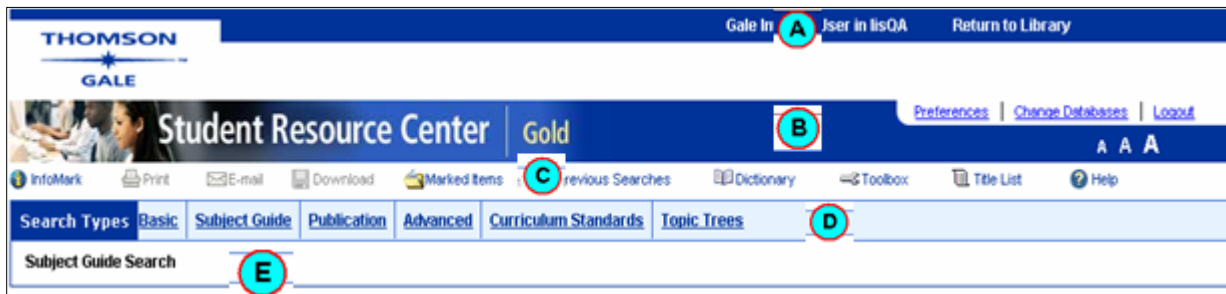 THOMSON
GALE
Gale In A User in lisQA Return to Library
Student Resource Center Gold B
Preferences Change Databases Logout
A A A
InfoMark Print E-mail Download Marked Items C revious Searches Dictionary Toolbox Title List Help
Search Types Basic Subject Guide Publication Advanced Curriculum Standards Topic Trees D
Subject Guide Search E